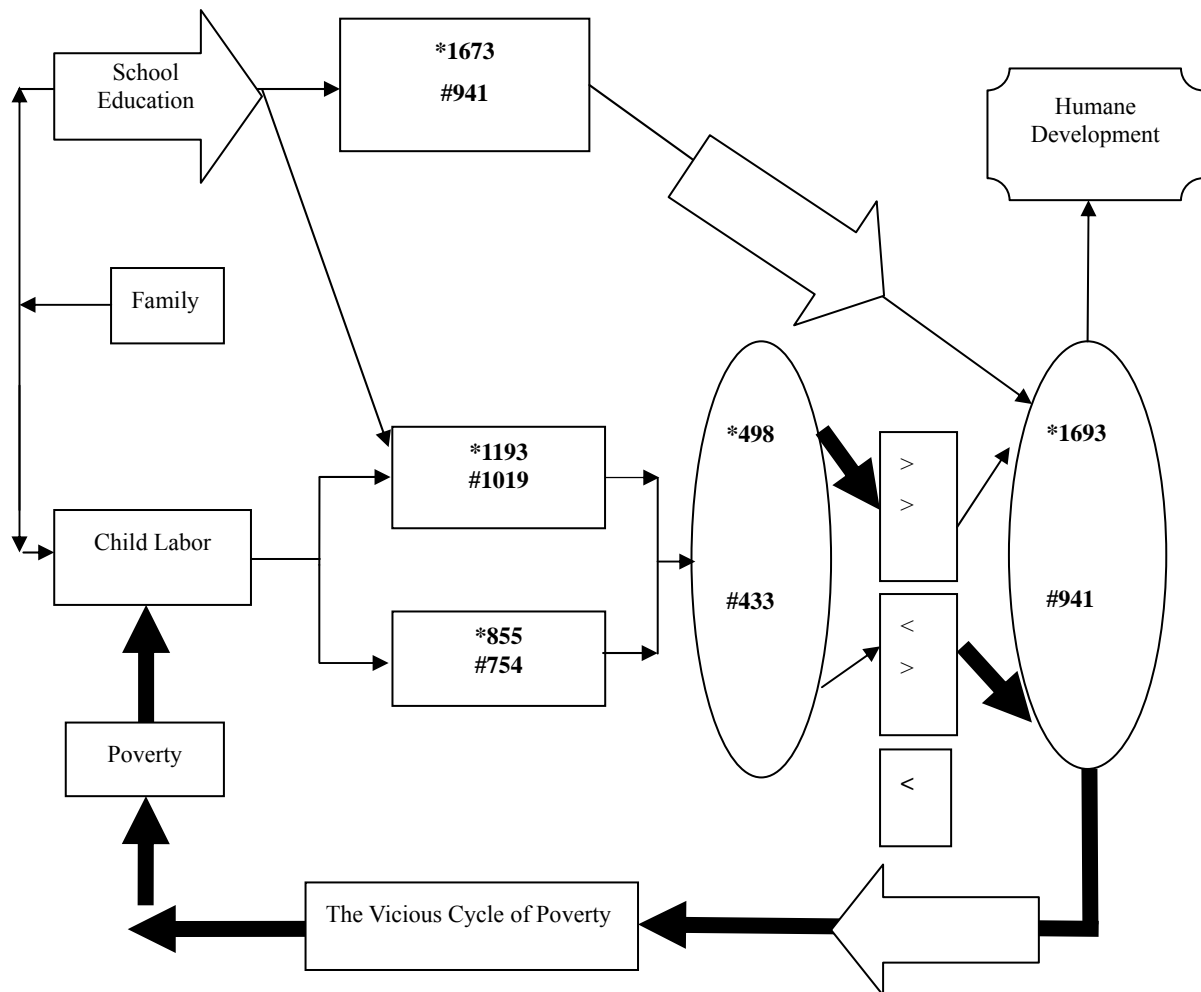 School
Education
*1673
#941
Humane
Development
Family
*1193
#1019
*498
>
>
*1693
Child Labor
#433
<
>
#941
*855
#754
Poverty
<
The Vicious Cycle of Poverty